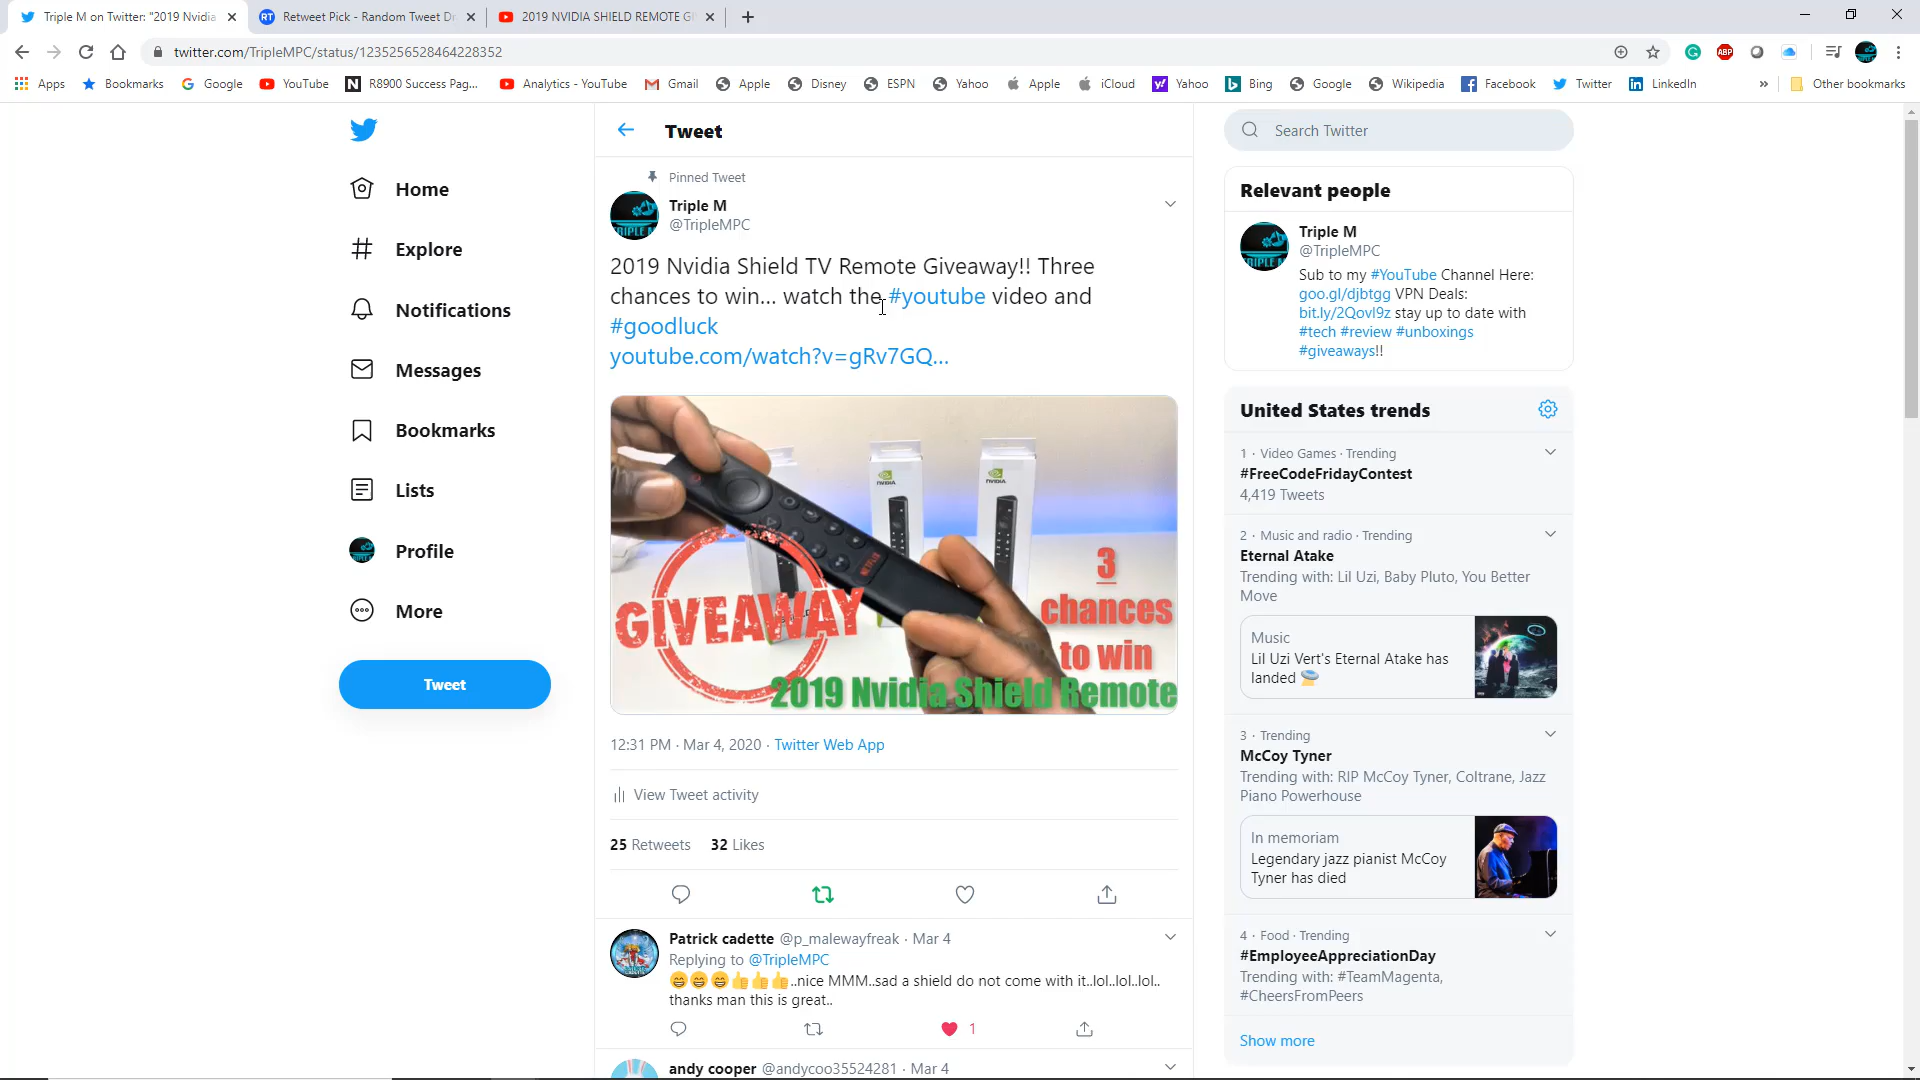 Triple M on Twitter: "2019 Nvidia
Retweet Pick - Random Tweet Dr
2019 NVIDIA SHIELD REMOTE GI
twitter.com/TripleMPC/status/1235256528464228352
Apps
Bookmarks
Google
YouTube
R8900 Success Pag...
Analytics - YouTube
Gmail
Apple
Disney
ESPN
Yahoo
Apple
iCloud
Yahoo
Bing
Google
Wikipedia
Facebook
Twitter
LinkedIn
»
Other bookmarks
Home
Explore
Notifications
Messages
Bookmarks
Lists
Profile
More
Tweet
Tweet
Pinned Tweet
Triple M
@TripleMPC
2019 Nvidia Shield TV Remote Giveaway!! Three
chances to win... watch the #youtube video and
#goodluck
youtube.com/watch?v=gRv7GQ...
NVIDIA
NVIDIA
NETFLIX
GIVEAWAY
3
chances
to win
2019 Nvidia Shield Remote
12:31 PM · Mar 4, 2020 · Twitter Web App
View Tweet activity
25 Retweets 32 Likes
Patrick cadette @p_malewayfreak · Mar 4
Replying to @TripleMPC
😁😁😁👍👍👍..nice MMM..sad a shield do not come with it..lol..lol..lol..
thanks man this is great..
1
andy cooper @andycoo35524281 · Mar 4
Search Twitter
Relevant people
Triple M
@TripleMPC
Sub to my #YouTube Channel Here:
goo.gl/djbtgg VPN Deals:
bit.ly/2Qovl9z stay up to date with
#tech #review #unboxings
#giveaways!!
United States trends
1 · Video Games · Trending
#FreeCodeFridayContest
4,419 Tweets
2 · Music and radio · Trending
Eternal Atake
Trending with: Lil Uzi, Baby Pluto, You Better
Move
Music
Lil Uzi Vert's Eternal Atake has
landed
3 · Trending
McCoy Tyner
Trending with: RIP McCoy Tyner, Coltrane, Jazz
Piano Powerhouse
In memoriam
Legendary jazz pianist McCoy
Tyner has died
4 · Food · Trending
#EmployeeAppreciationDay
Trending with: #TeamMagenta,
#CheersFromPeers
Show more